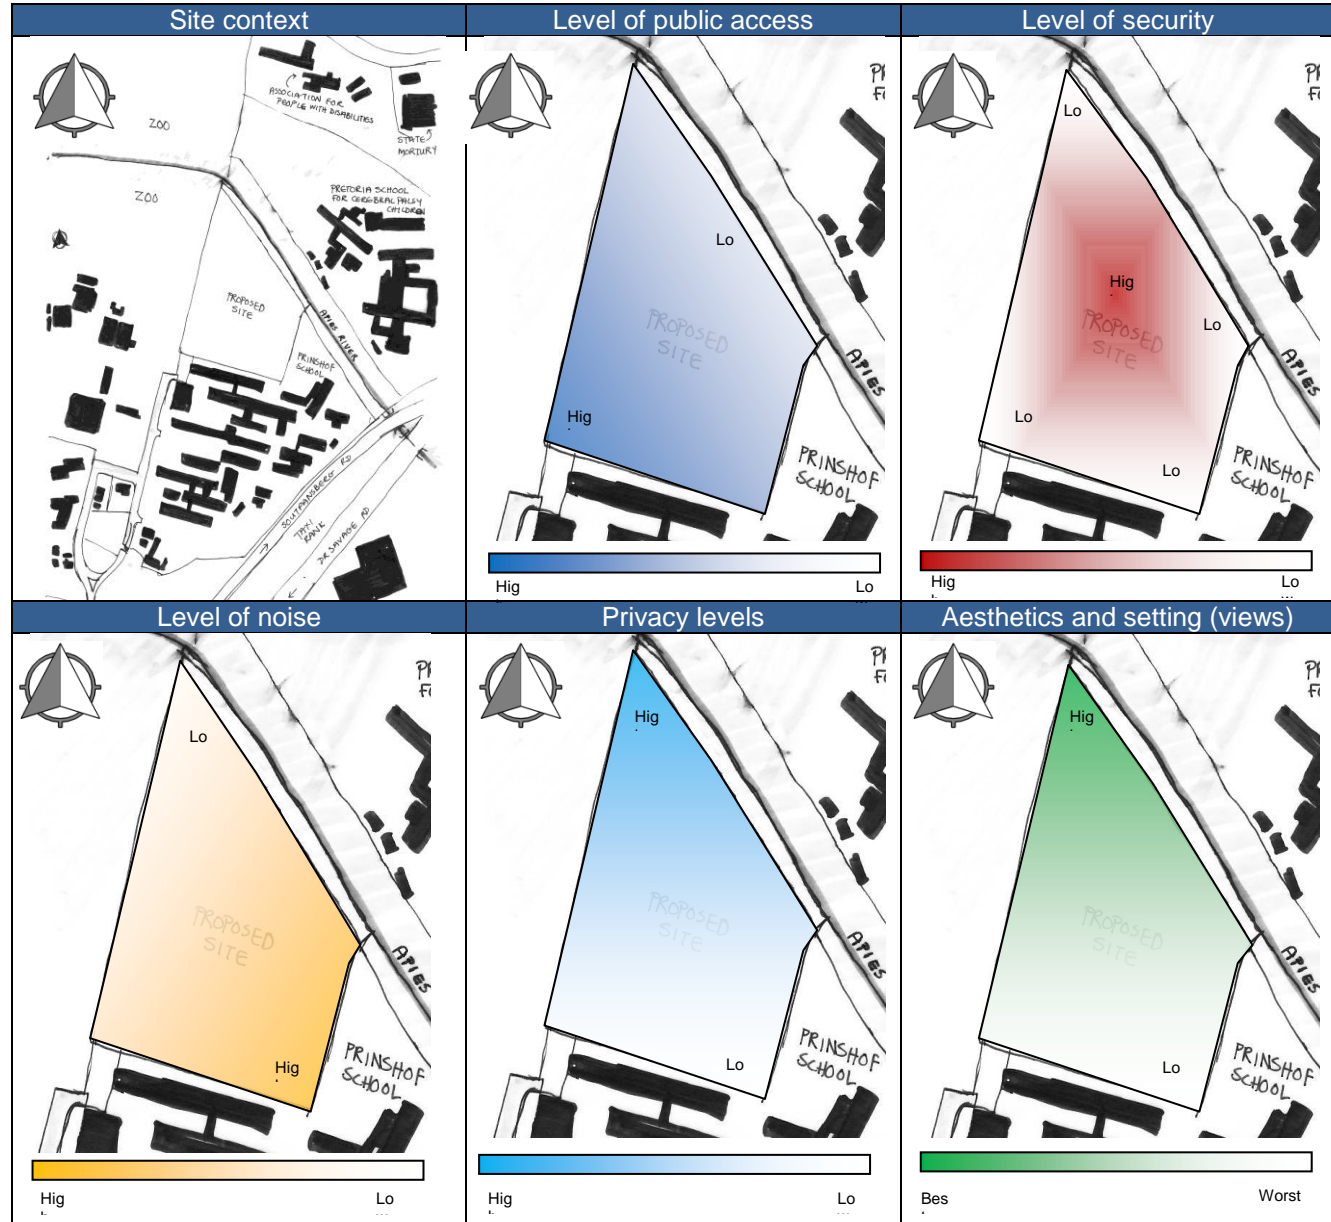 Site context
ASSOCIATION FOR
PEOPLE WITH DISABILITIES
STATE
MORTURY
ZOO
ZOO
PRETORIA SCHOOL
FOR CEREBRAL PALSY
CHILDREN
PROPOSED
SITE
APIES RIVER
PRINSHOF
SCHOOL
SOUTPANSBERG RD
TAXI
RANK
DR SAVAGE RD
Level of public access
Lo
PROPOSED
SITE
Hig
APIES
PRINSHOF
SCHOOL
Hig
Lo
Level of security
Lo
Hig
PROPOSED
SITE
Lo
Lo
Lo
APIES
PRINSHOF
SCHOOL
Hig
Lo
Level of noise
Lo
PROPOSED
SITE
Hig
APIES
PRINSHOF
SCHOOL
Hig
Lo
Privacy levels
Hig
PROPOSED
SITE
Lo
APIES
PRINSHOF
SCHOOL
Hig
Lo
Aesthetics and setting (views)
Hig
PROPOSED
SITE
Lo
APIES
PRINSHOF
SCHOOL
Bes
Worst